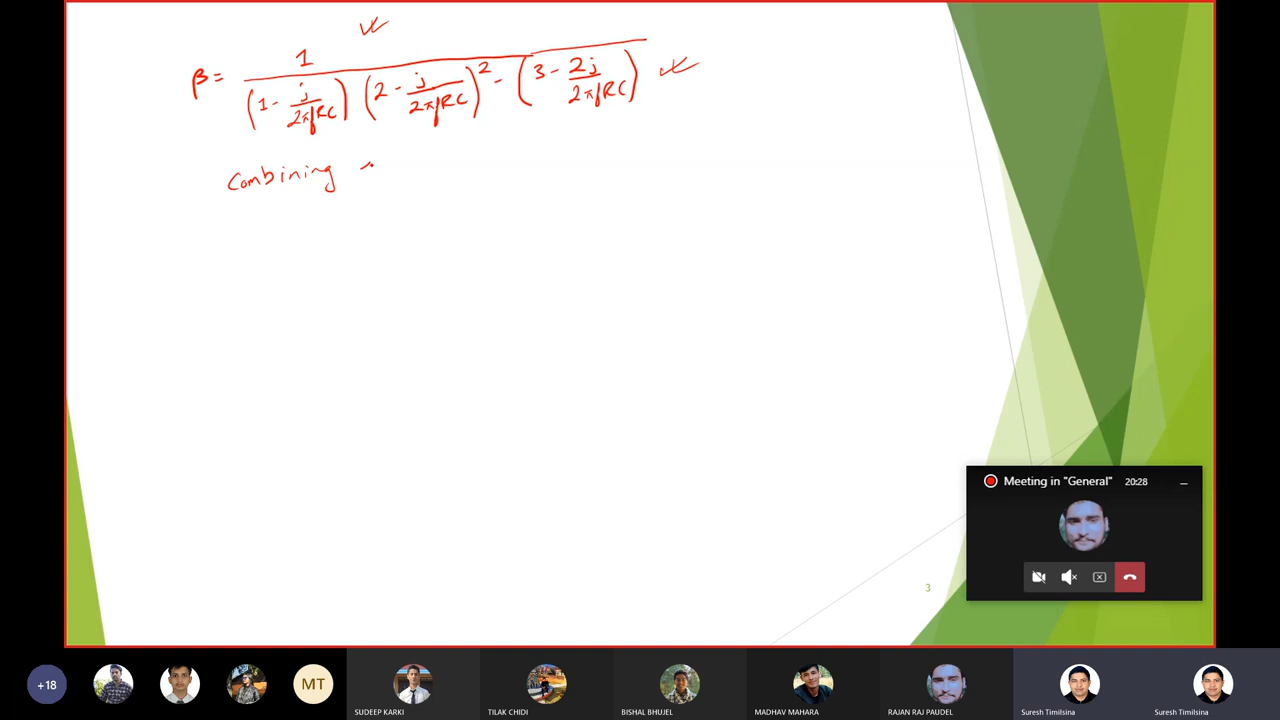 β = 1 / (1 - j/2πfRC) (2 - j/2πfRC)² - (3 - 2j/2πfRC)
Combining
Meeting in "General" 20:28
3
+18
MT
SUDEEP KARKI
TILAK CHIDI
BISHAL BHUJEL
MADHAV MAHARA
RAJAN RAJ PAUDEL
Suresh Timilsina
Suresh Timilsina